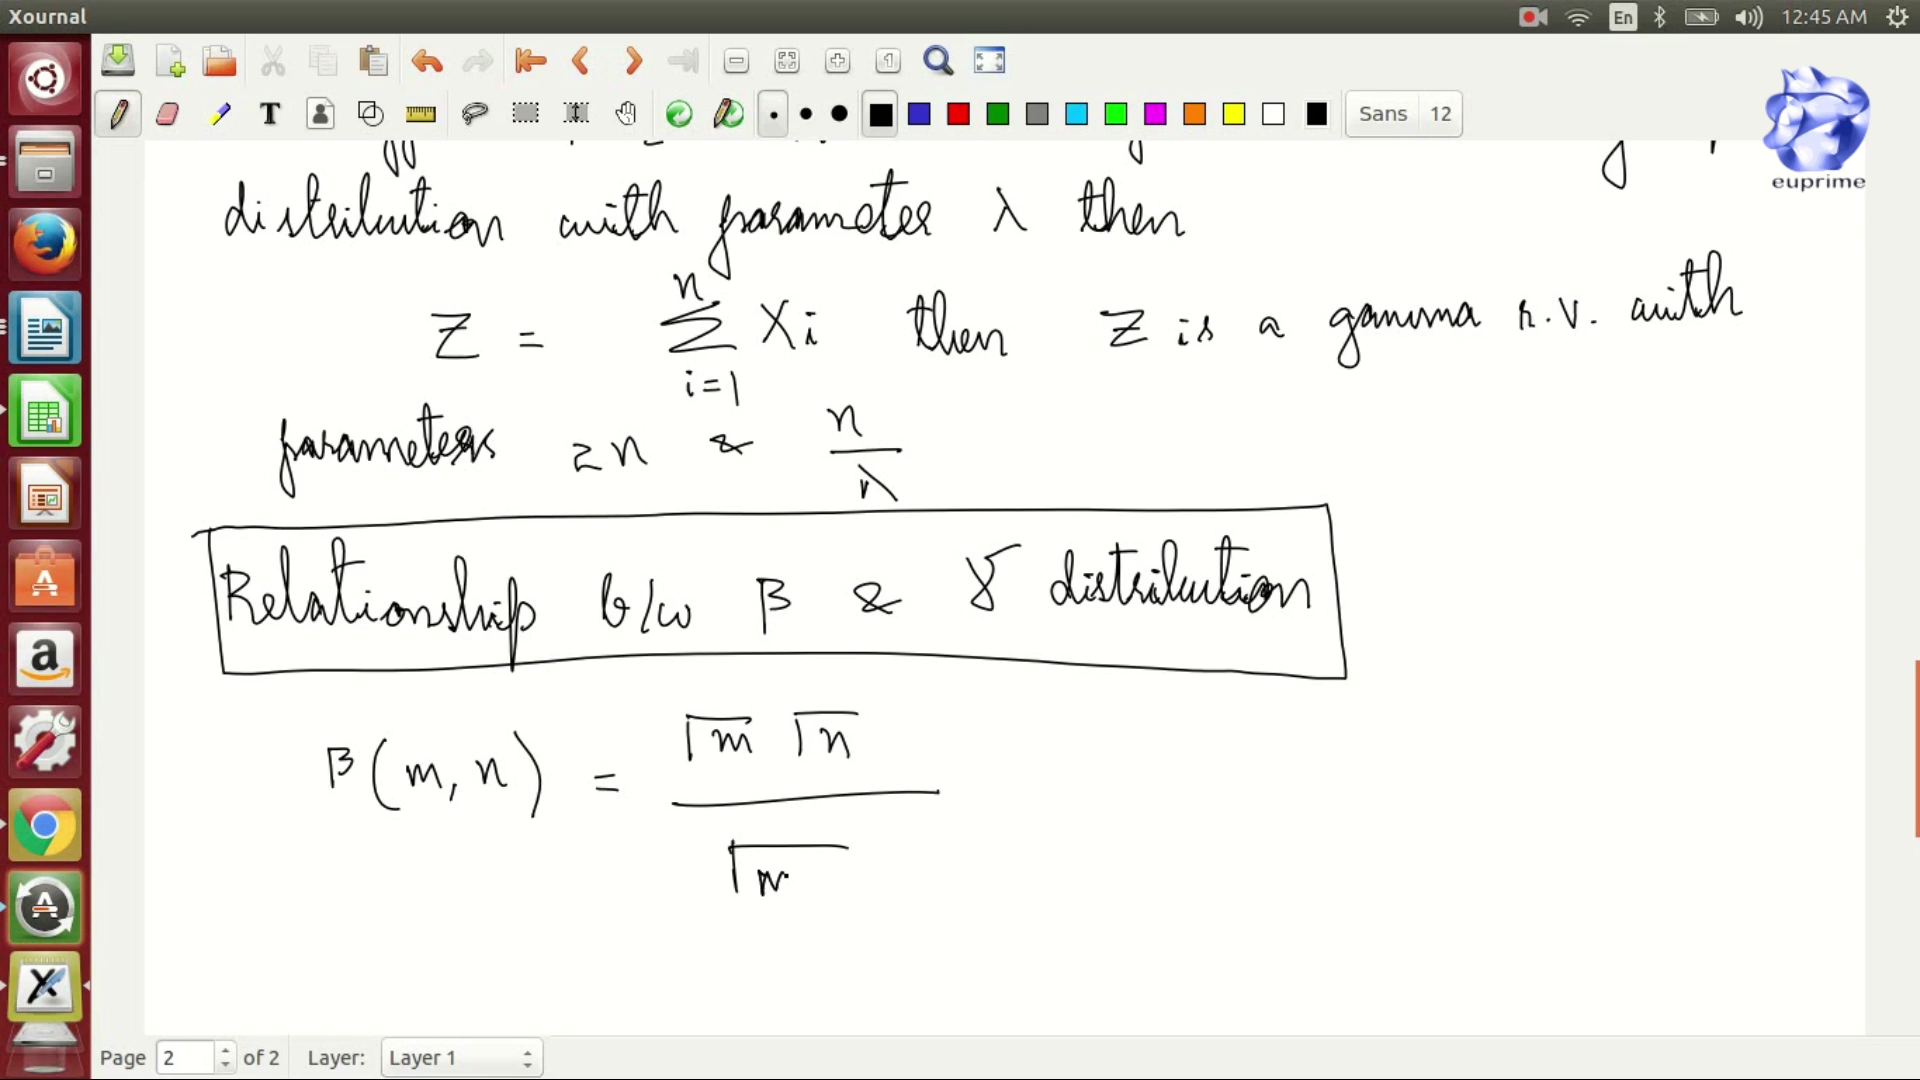 Xournal
En
12:45 AM
Sans 12
euprime
distribution with parameter λ then
Z = n Σ i=1 Xi then Z is a gamma r.v. with
parameters 2n & n/λ
Relationship b/w β & γ distribution
β(m, n) = Γm Γn / Γm
Page 2 of 2 Layer: Layer 1